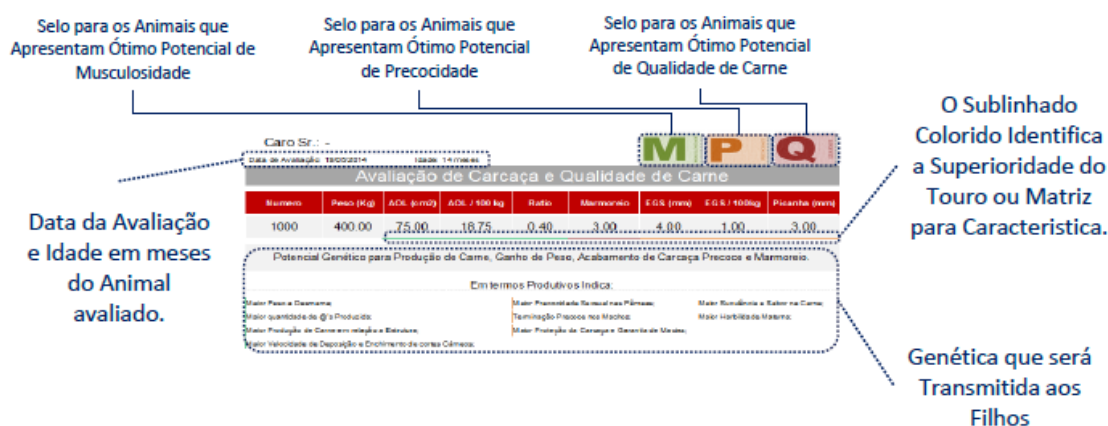 Selo para os Animais que
Apresentam Ótimo Potencial de
Musculosidade
Selo para os Animais que
Apresentam Ótimo Potencial
de Precocidade
Selo para os Animais que
Apresentam Ótimo Potencial
de Qualidade de Carne
O Sublinhado
Colorido Identifica
a Superioridade do
Touro ou Matriz
para Caracteristica.
Caro Sr.: -
Data de Avaliação: 18/05/2014 Idade: 14 meses
M P Q
Avaliação de Carcaça e Qualidade de Carne
Numero Peso (Kg) AOL (cm2) AOL / 100 kg Ratio Marmoreio EGS (mm) EGS / 100kg Picanha (mm)
1000 400.00 75.00 18.75 0.40 3.00 4.00 1.00 3.00
Data da Avaliação
e Idade em meses
do Animal
avaliado.
Potencial Genético para Produção de Carne, Ganho de Peso, Acabamento de Carcaça Precoce e Marmoreio.
Em termos Produtivos Indica:
Maior Peso a Desmama; Maior Precocidade Sexual nas Fêmeas; Maior Suculência e Sabor na Carne;
Maior quantidade de @'s Produzida; Terminação Precoce nos Machos; Maior Habilidade Materna;
Maior Produção de Carne em relação a Estrutura; Maior Proteção da Carcaça e Garantia de Maciez;
Maior Velocidade de Deposição e Enchimento de cortes Cárneos;
Genética que será
Transmitida aos
Filhos